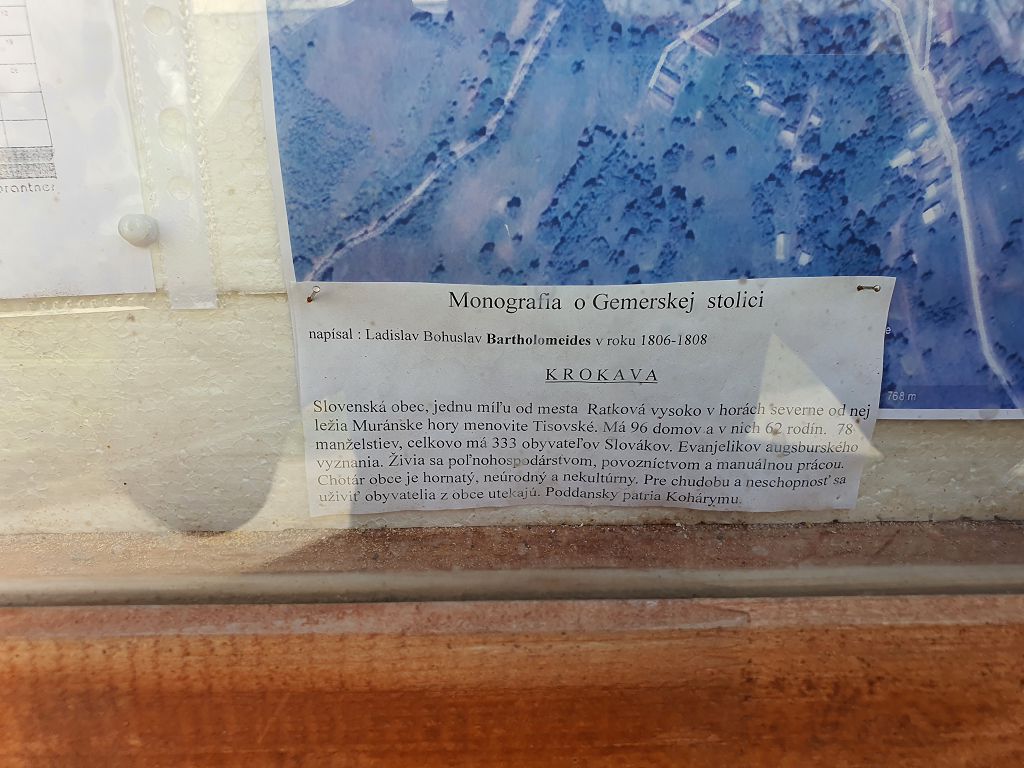 Monografia o Gemerskej stolici
napísal : Ladislav Bohuslav Bartholomeides v roku 1806-1808
KROKAVA
Slovenská obec, jednu míľu od mesta Ratková vysoko v horách severne od nej
ležia Muránske hory menovite Tisovské. Má 96 domov a v nich 62 rodín. 78
manželstiev, celkovo má 333 obyvateľov Slovákov. Evanjelikov augsburského
vyznania. Živia sa poľnohospodárstvom, povozníctvom a manuálnou prácou.
Chotár obce je hornatý, neúrodný a nekultúrny. Pre chudobu a neschopnosť sa
uživiť obyvatelia z obce utekajú. Poddansky patria Kohárymu.
768 m